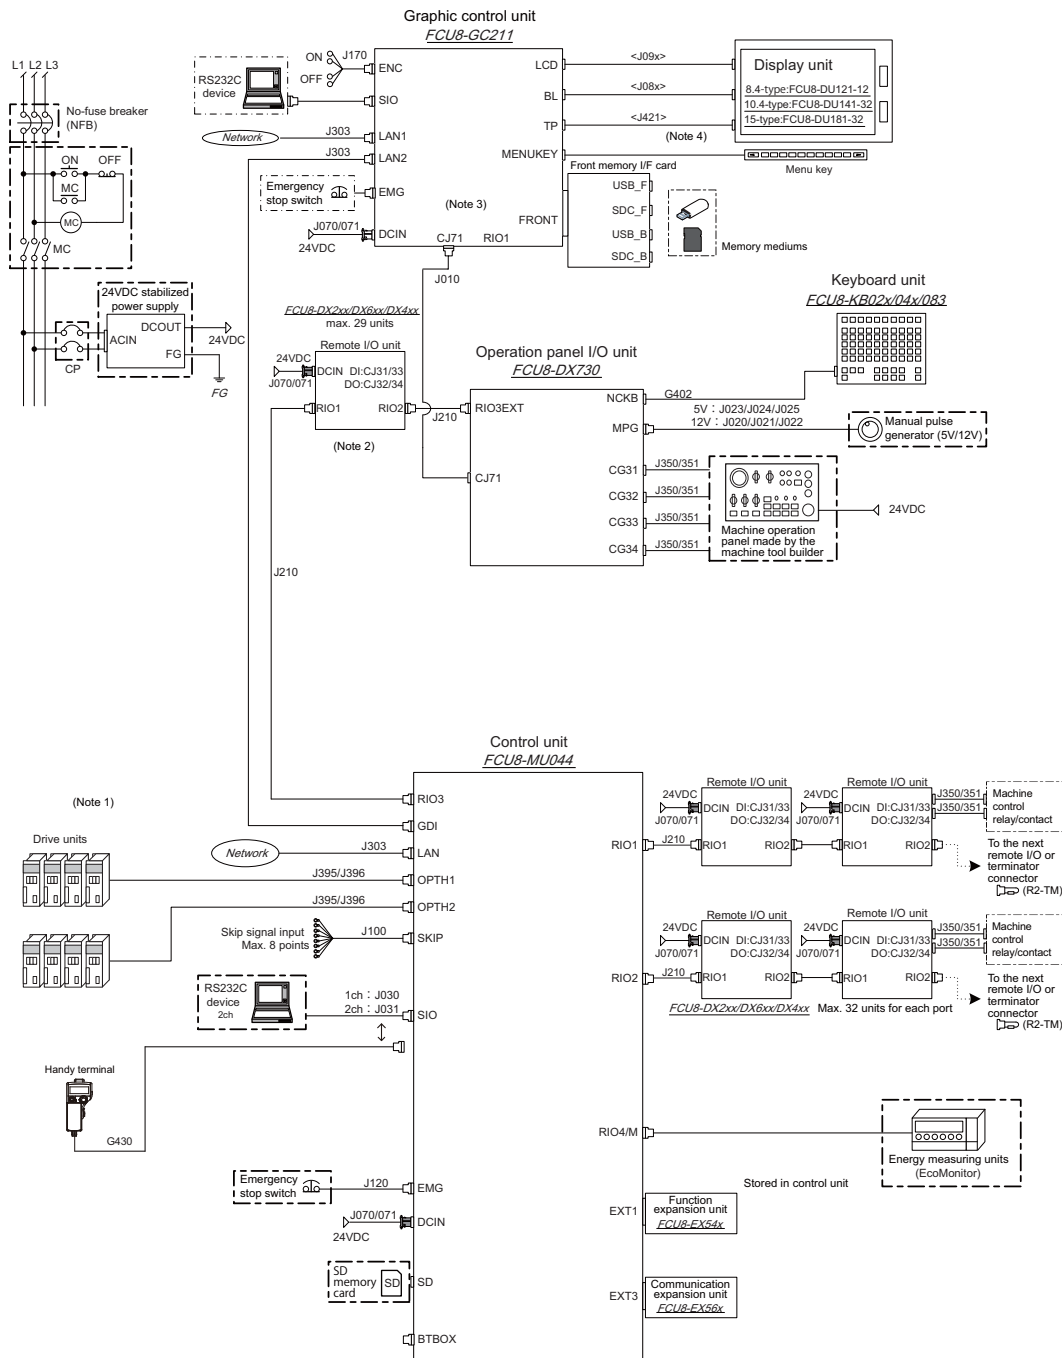 Graphic control unit
FCU8-GC211
L1 L2 L3
No-fuse breaker
(NFB)
ON
OFF
MC
MC
MC
24VDC stabilized
power supply
DCOUT
ACIN
FG
CP
24VDC
FG
RS232C
device
ON
OFF
J170
ENC
SIO
Network
J303
LAN1
J303
LAN2
Emergency
stop switch
EMG
J070/071
24VDC
DCIN
(Note 3)
CJ71
RIO1
J010
LCD
BL
TP
MENUKEY
FRONT
<J09x>
<J08x>
<J421>
(Note 4)
Display unit
8.4-type:FCU8-DU121-12
10.4-type:FCU8-DU141-32
15-type:FCU8-DU181-32
Menu key
Front memory I/F card
USB_F
SDC_F
USB_B
SDC_B
Memory mediums
FCU8-DX2xx/DX6xx/DX4xx
max. 29 units
Remote I/O unit
24VDC
J070/071
DCIN
DI:CJ31/33
DO:CJ32/34
RIO1
RIO2
(Note 2)
J210
J210
Operation panel I/O unit
FCU8-DX730
RIO3EXT
CJ71
NCKB
MPG
CG31
CG32
CG33
CG34
Keyboard unit
FCU8-KB02x/04x/083
G402
5V : J023/J024/J025
12V : J020/J021/J022
Manual pulse
generator (5V/12V)
J350/351
J350/351
J350/351
J350/351
Machine operation
panel made by the
machine tool builder
24VDC
Control unit
FCU8-MU044
(Note 1)
Drive units
RIO3
GDI
Network
J303
LAN
J395/J396
OPTH1
J395/J396
OPTH2
Skip signal input
Max. 8 points
J100
SKIP
RS232C
device
2ch
1ch : J030
2ch : J031
SIO
Handy terminal
G430
Emergency
stop switch
J120
EMG
J070/071
24VDC
DCIN
SD
memory
card
SD
SD
BTBOX
RIO1
J210
Remote I/O unit
24VDC
J070/071
DCIN
DI:CJ31/33
DO:CJ32/34
RIO1
RIO2
Remote I/O unit
24VDC
J070/071
DCIN
DI:CJ31/33
DO:CJ32/34
RIO1
RIO2
J350/351
J350/351
Machine
control
relay/contact
To the next
remote I/O or
terminator
connector
(R2-TM)
RIO2
J210
Remote I/O unit
24VDC
J070/071
DCIN
DI:CJ31/33
DO:CJ32/34
RIO1
RIO2
Remote I/O unit
24VDC
J070/071
DCIN
DI:CJ31/33
DO:CJ32/34
RIO1
RIO2
J350/351
J350/351
Machine
control
relay/contact
To the next
remote I/O or
terminator
connector
(R2-TM)
FCU8-DX2xx/DX6xx/DX4xx Max. 32 units for each port
RIO4/M
Energy measuring units
(EcoMonitor)
Stored in control unit
EXT1
Function
expansion unit
FCU8-EX54x
EXT3
Communication
expansion unit
FCU8-EX56x